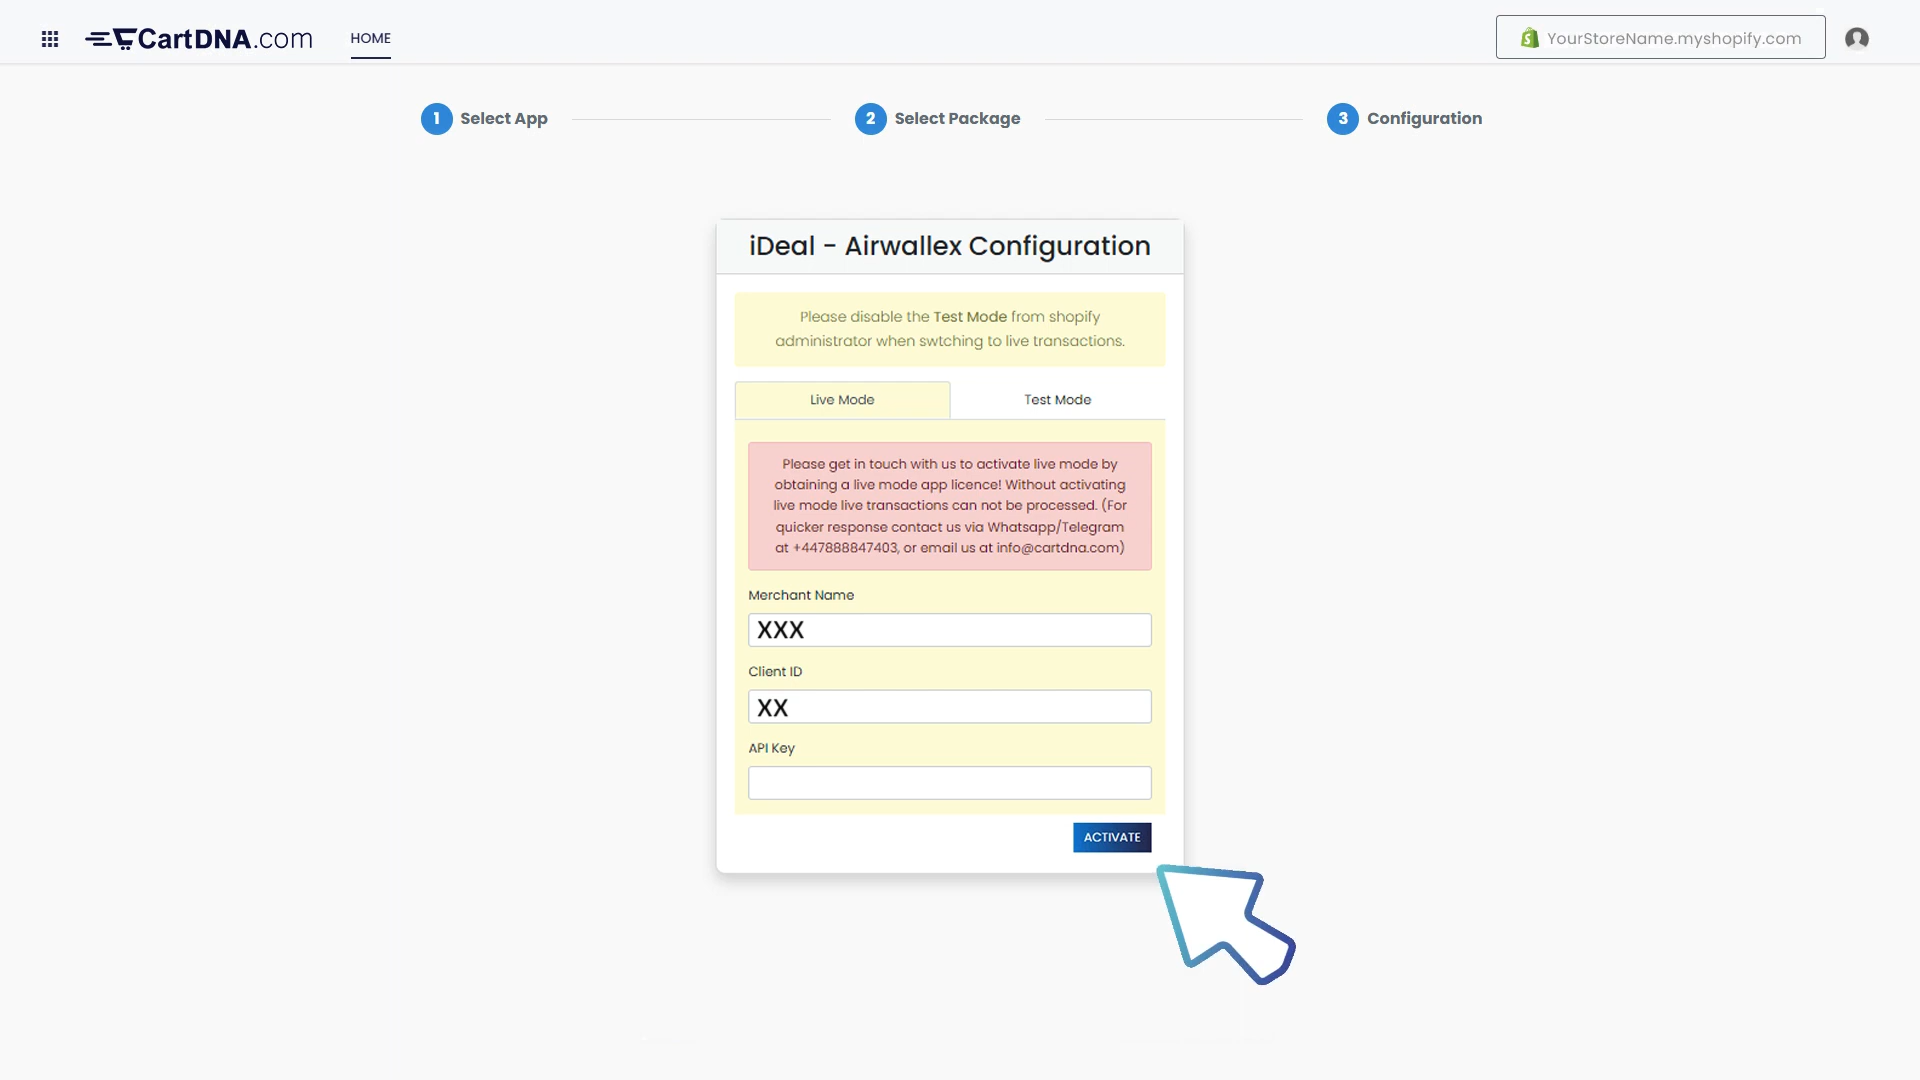 CartDNA.com
HOME
YourStoreName.myshopify.com
1 Select App
2 Select Package
3 Configuration
iDeal - Airwallex Configuration
Please disable the Test Mode from shopify
administrator when swtching to live transactions.
Live Mode
Test Mode
Please get in touch with us to activate live mode by
obtaining a live mode app licence! Without activating
live mode live transactions can not be processed. (For
quicker response contact us via Whatsapp/Telegram
at +447888847403, or email us at info@cartdna.com)
Merchant Name
XXX
Client ID
XX
API Key
ACTIVATE